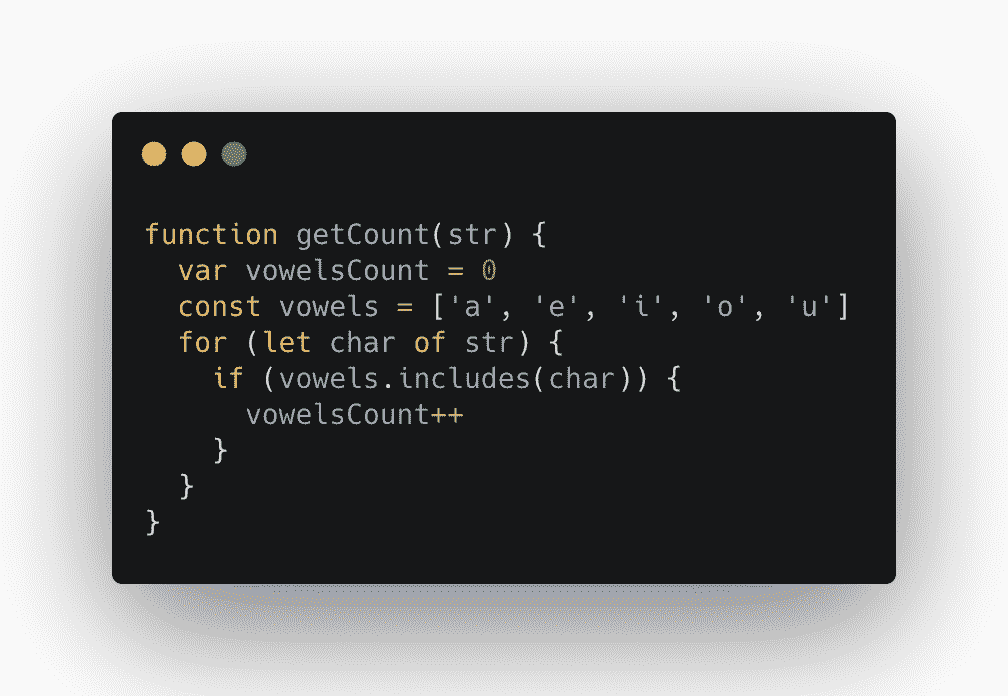 function getCount(str) {
  var vowelsCount = 0
  const vowels = ['a', 'e', 'i', 'o', 'u']
  for (let char of str) {
    if (vowels.includes(char)) {
      vowelsCount++
    }
  }
}